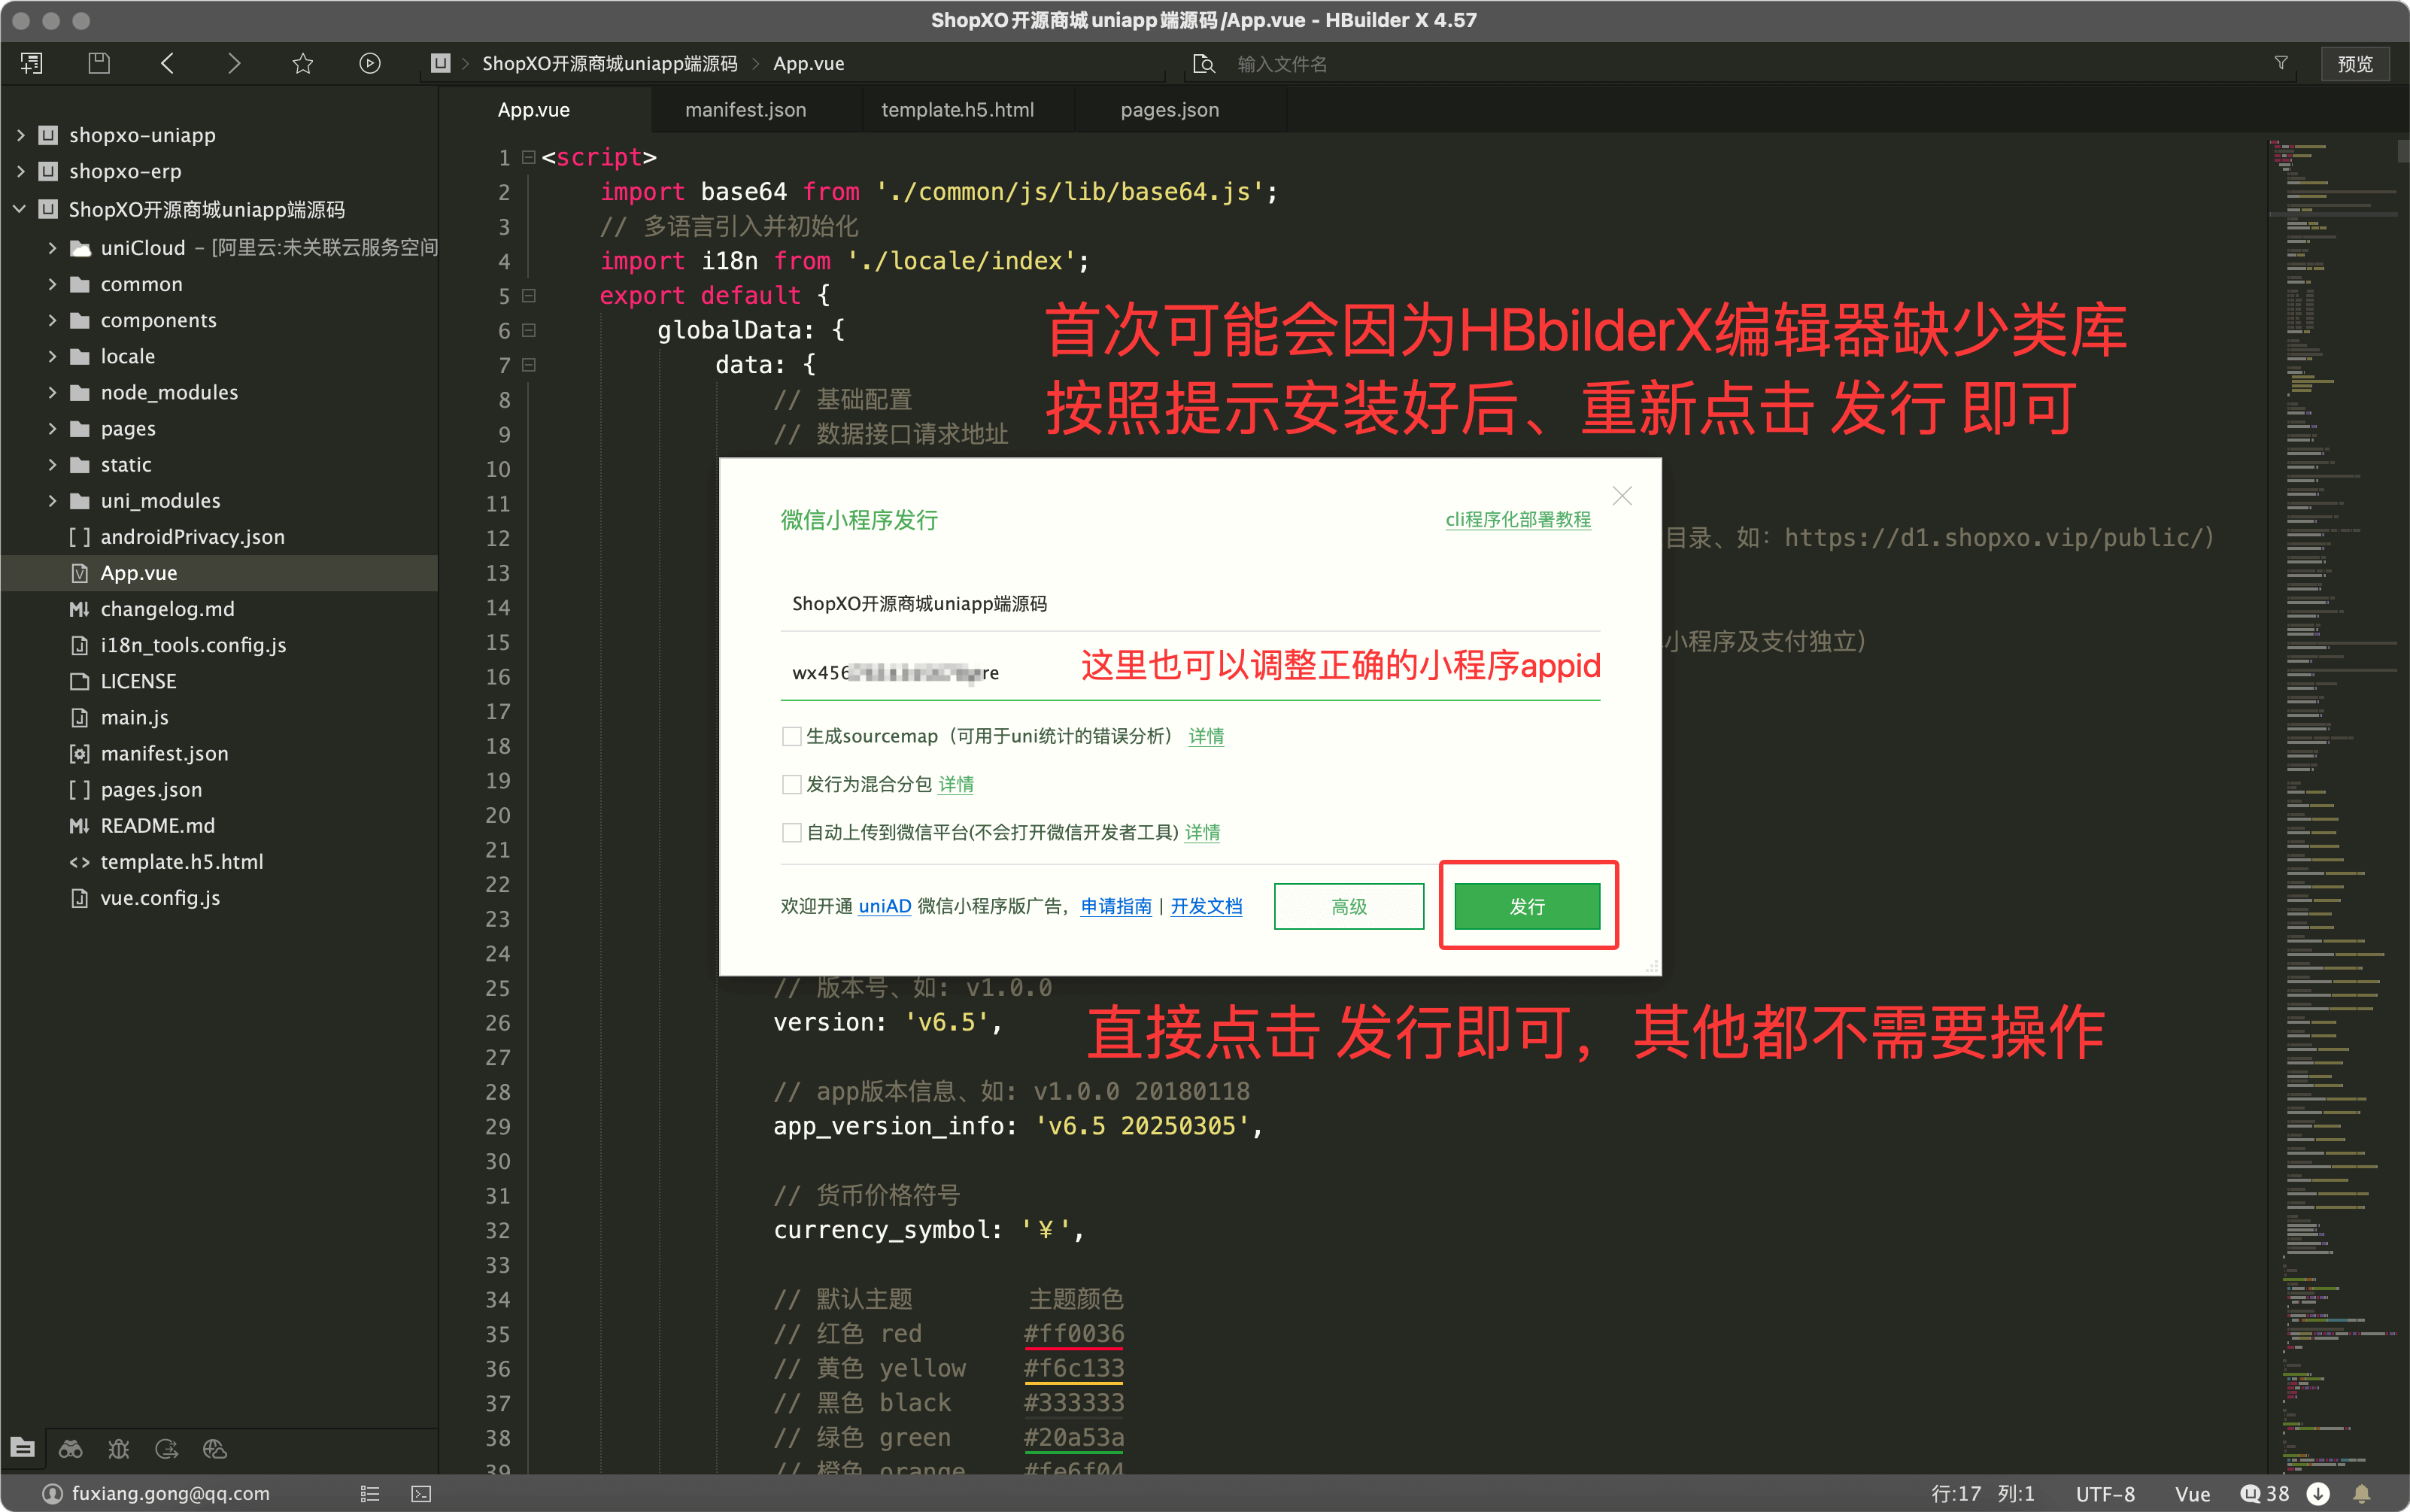 ShopXO开源商城uniapp端源码/App.vue - HBuilder X 4.57
ShopXO开源商城uniapp端源码
App.vue
输入文件名
预览
App.vue
manifest.json
template.h5.html
pages.json
shopxo-uniapp
shopxo-erp
ShopXO开源商城uniapp端源码
uniCloud - [阿里云:未关联云服务空间
common
components
locale
node_modules
pages
static
uni_modules
androidPrivacy.json
App.vue
changelog.md
i18n_tools.config.js
LICENSE
main.js
manifest.json
pages.json
README.md
template.h5.html
vue.config.js
1 <script>
2 import base64 from './common/js/lib/base64.js';
3 // 多语言引入并初始化
4 import i18n from './locale/index';
5 export default {
6 globalData: {
7 data: {
8 // 基础配置
9 // 数据接口请求地址
10
11
12 目录、如：https://d1.shopxo.vip/public/）
13
14
15 小程序及支付独立）
16
17
18
19
20
21
22
23
24
25 // 版本号、如: v1.0.0
26 version: 'v6.5',
27
28 // app版本信息、如: v1.0.0 20180118
29 app_version_info: 'v6.5 20250305',
30
31 // 货币价格符号
32 currency_symbol: '￥',
33
34 // 默认主题 主题颜色
35 // 红色 red #ff0036
36 // 黄色 yellow #f6c133
37 // 黑色 black #333333
38 // 绿色 green #20a53a
39 // 橙色 orange #fe6f04
首次可能会因为HBbilderX编辑器缺少类库
按照提示安装好后、重新点击 发行 即可
微信小程序发行
cli程序化部署教程
ShopXO开源商城uniapp端源码
wx456 re
这里也可以调整正确的小程序appid
生成sourcemap（可用于uni统计的错误分析） 详情
发行为混合分包 详情
自动上传到微信平台(不会打开微信开发者工具) 详情
欢迎开通 uniAD 微信小程序版广告，申请指南 | 开发文档
高级
发行
直接点击 发行即可，其他都不需要操作
fuxiang.gong@qq.com
行:17 列:1
UTF-8
Vue
38